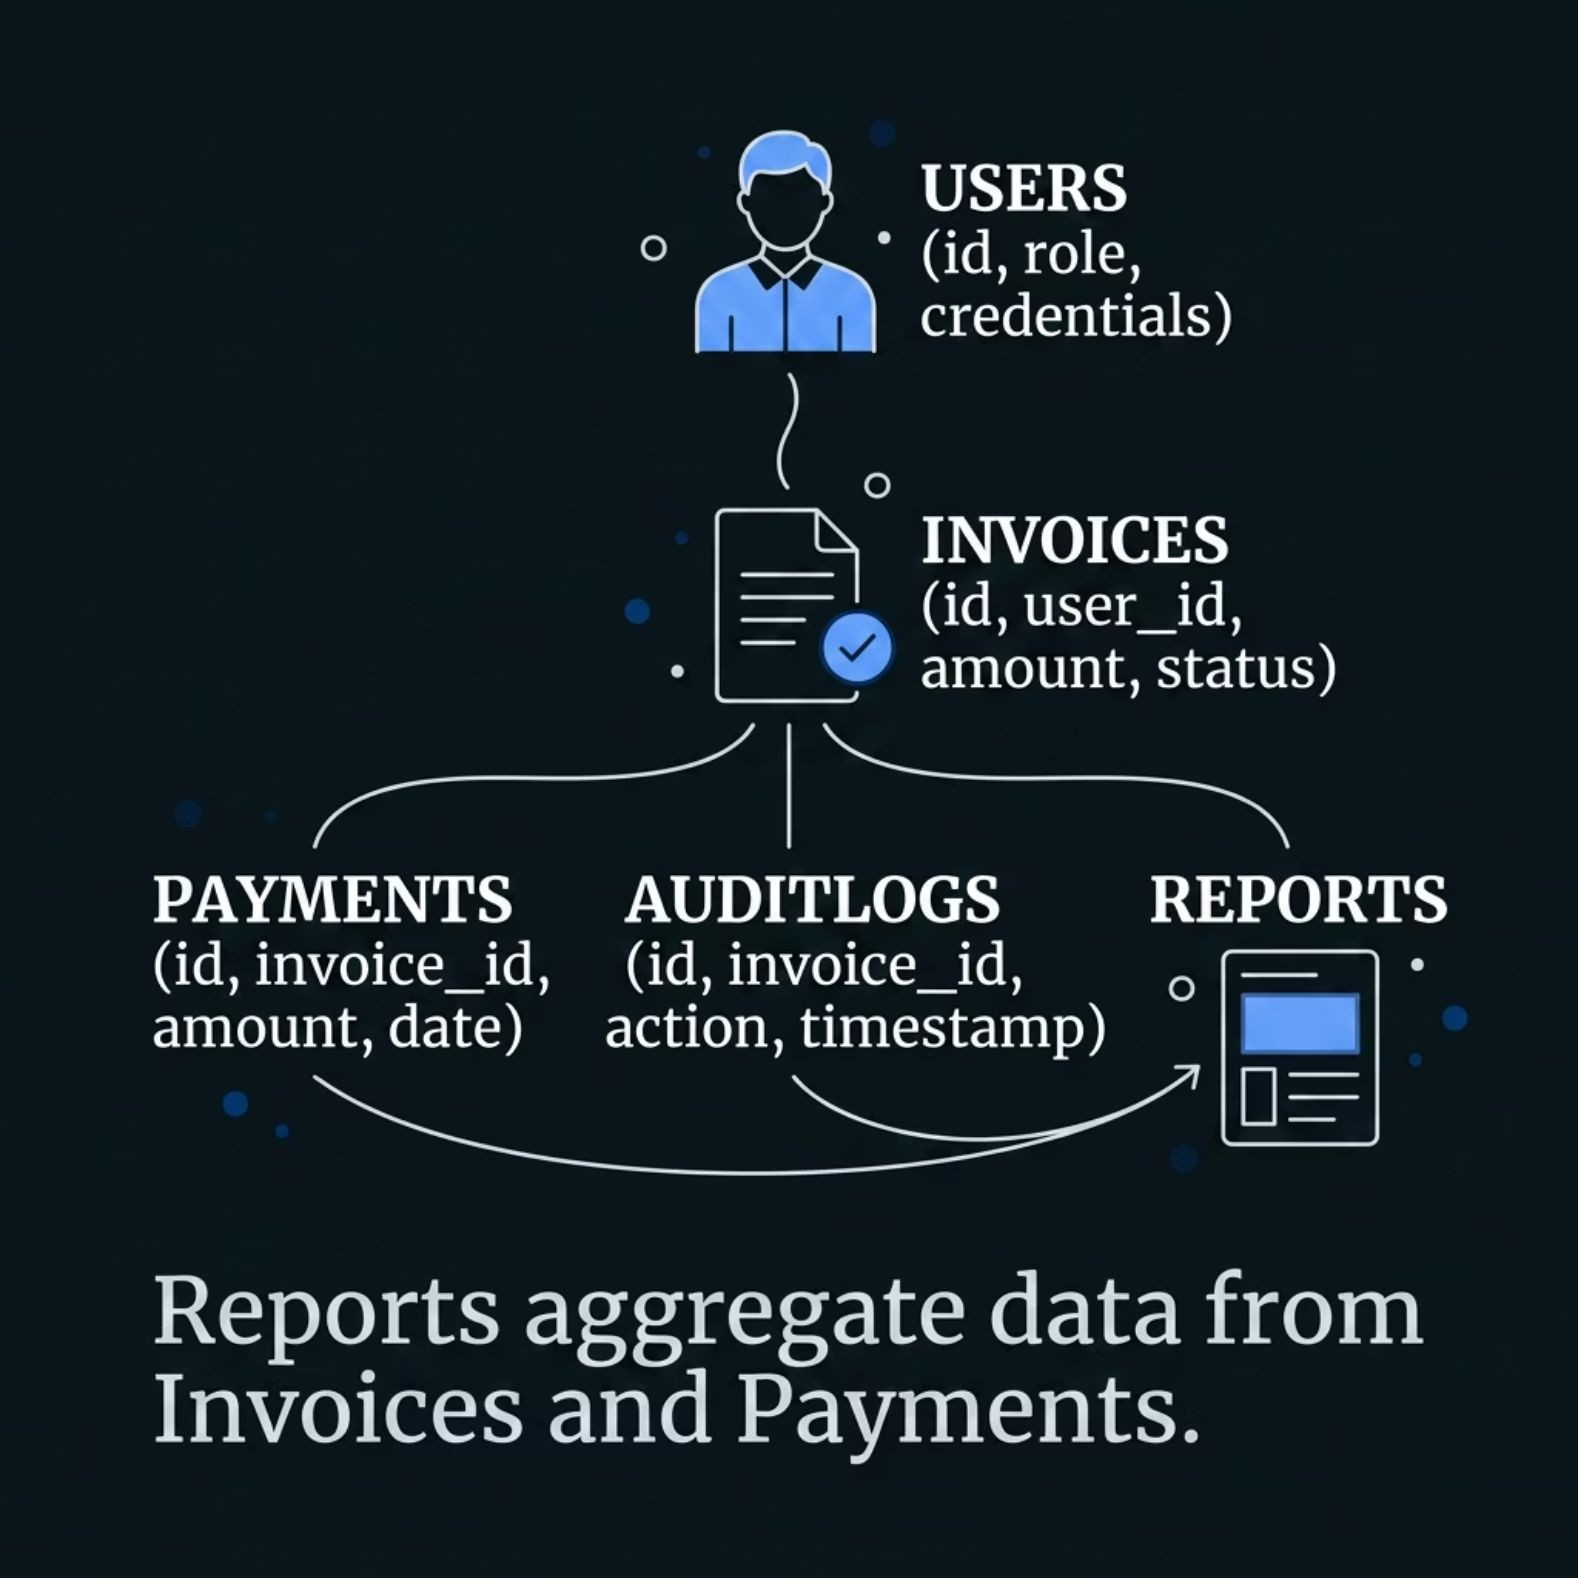 USERS
(id, role,
credentials)
INVOICES
(id, user_id,
amount, status)
PAYMENTS
(id, invoice_id,
amount, date)
AUDITLOGS
(id, invoice_id,
action, timestamp)
REPORTS
Reports aggregate data from
Invoices and Payments.